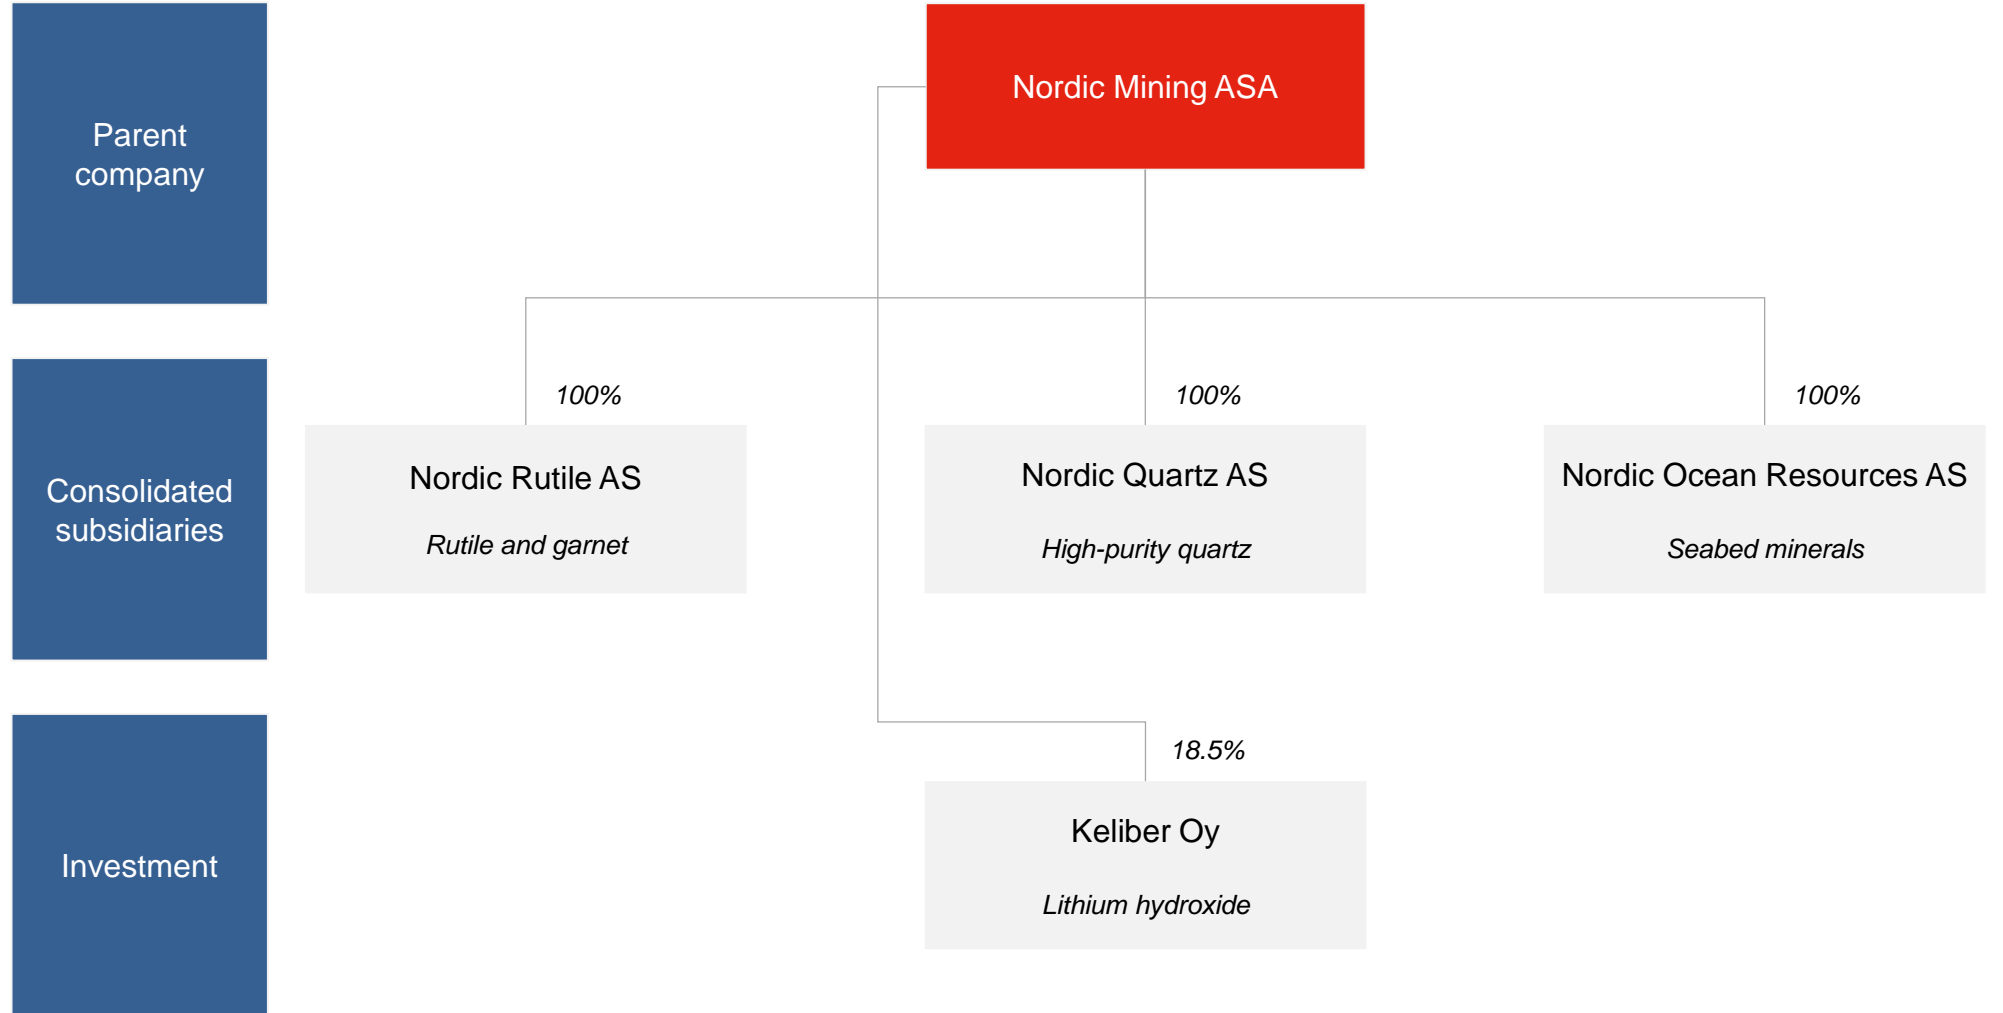 Parent
company
Nordic Mining ASA
Consolidated
subsidiaries
100%
Nordic Rutile AS
Rutile and garnet
100%
Nordic Quartz AS
High-purity quartz
100%
Nordic Ocean Resources AS
Seabed minerals
Investment
18.5%
Keliber Oy
Lithium hydroxide